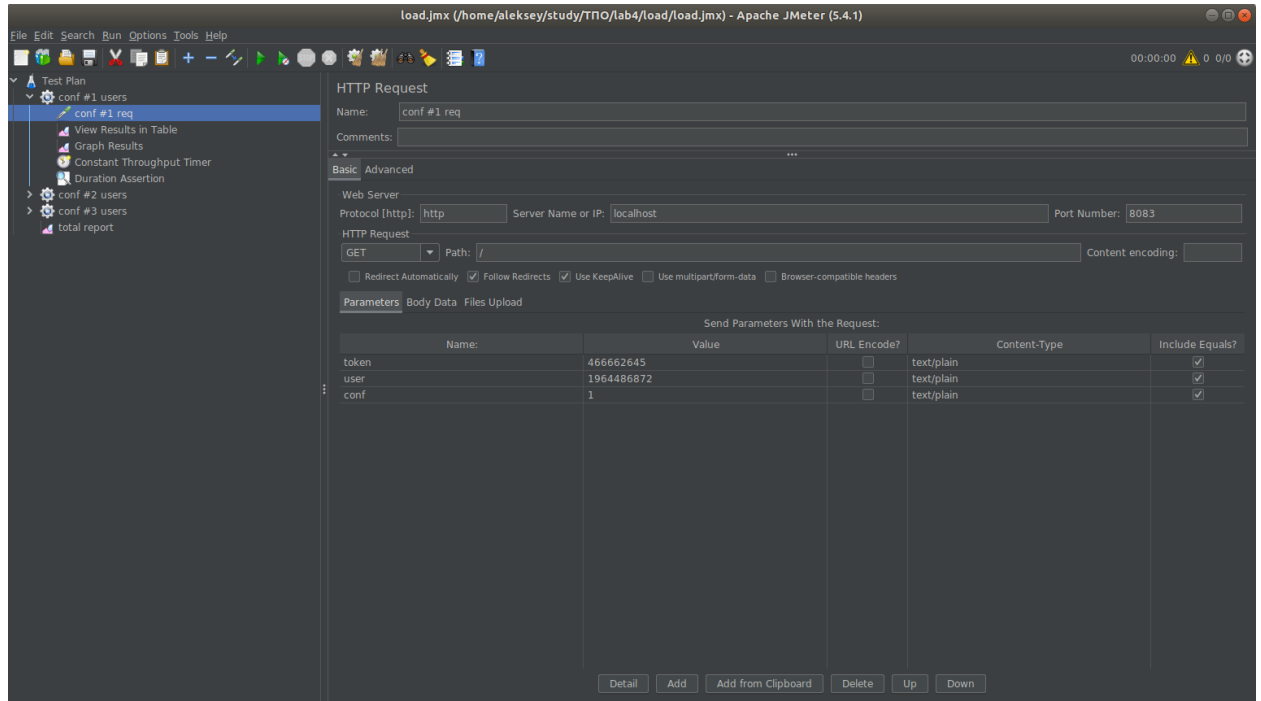 load.jmx (/home/aleksey/study/ТПО/lab4/load/load.jmx) - Apache JMeter (5.4.1)
File Edit Search Run Options Tools Help
00:00:00 0 0/0
Test Plan
conf #1 users
conf #1 req
View Results in Table
Graph Results
Constant Throughput Timer
Duration Assertion
conf #2 users
conf #3 users
total report
HTTP Request
Name: conf #1 req
Comments:
Basic Advanced
Web Server
Protocol [http]: http Server Name or IP: localhost Port Number: 8083
HTTP Request
GET Path: / Content encoding:
Redirect Automatically Follow Redirects Use KeepAlive Use multipart/form-data Browser-compatible headers
Parameters Body Data Files Upload
Send Parameters With the Request:
Name: Value URL Encode? Content-Type Include Equals?
token 466662645 text/plain
user 1964486872 text/plain
conf 1 text/plain
Detail Add Add from Clipboard Delete Up Down